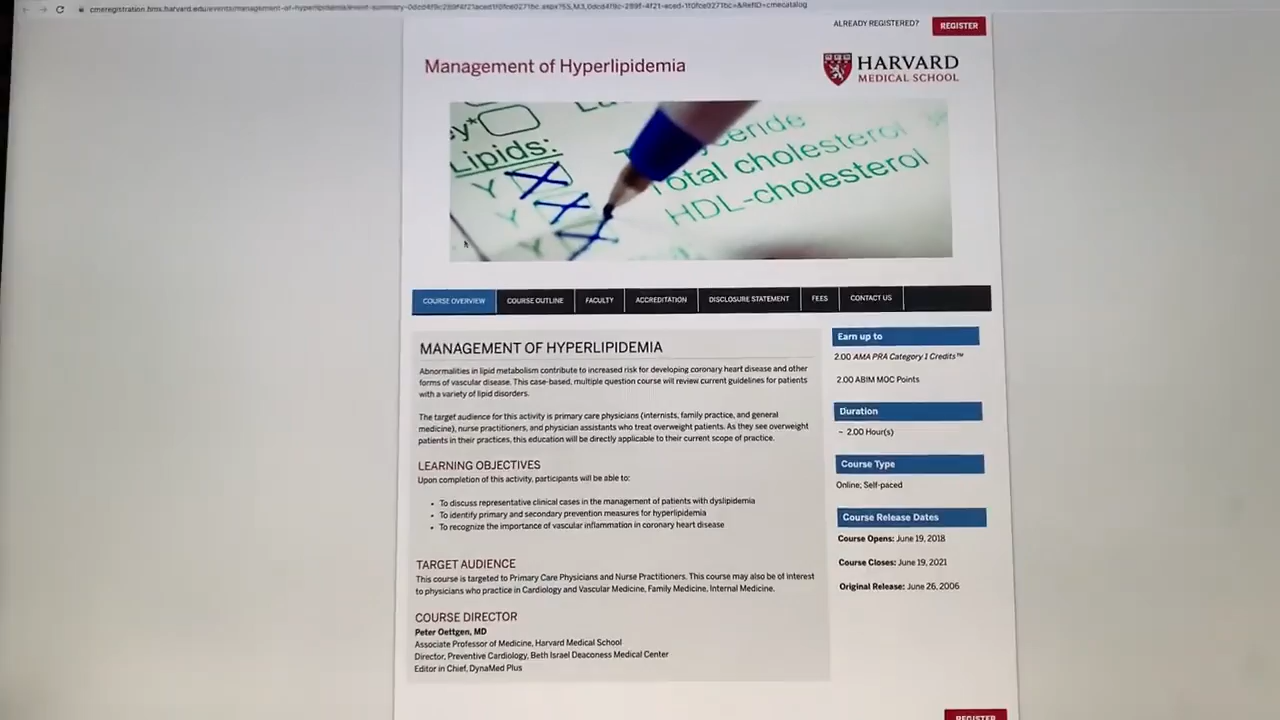 ALREADY REGISTERED?
REGISTER
Management of Hyperlipidemia
HARVARD
MEDICAL SCHOOL
ey*
Lipids:
Y
Y
Y
Total cholesterol
HDL-cholesterol
COURSE OVERVIEW
COURSE OUTLINE
FACULTY
ACCREDITATION
DISCLOSURE STATEMENT
FEES
CONTACT US
MANAGEMENT OF HYPERLIPIDEMIA
Abnormalities in lipid metabolism contribute to increased risk for developing coronary heart disease and other
forms of vascular disease. This case-based, multiple question course will review current guidelines for patients
with a variety of lipid disorders.
The target audience for this activity is primary care physicians (internists, family practice, and general
medicine), nurse practitioners, and physician assistants who treat overweight patients. As they see overweight
patients in their practices, this education will be directly applicable to their current scope of practice.
LEARNING OBJECTIVES
Upon completion of this activity, participants will be able to:
• To discuss representative clinical cases in the management of patients with dyslipidemia
• To identify primary and secondary prevention measures for hyperlipidemia
• To recognize the importance of vascular inflammation in coronary heart disease
TARGET AUDIENCE
This course is targeted to Primary Care Physicians and Nurse Practitioners. This course may also be of interest
to physicians who practice in Cardiology and Vascular Medicine, Family Medicine, Internal Medicine.
COURSE DIRECTOR
Peter Oettgen, MD
Associate Professor of Medicine, Harvard Medical School
Director, Preventive Cardiology, Beth Israel Deaconess Medical Center
Editor in Chief, DynaMed Plus
Earn up to
2.00 AMA PRA Category 1 Credits™
2.00 ABIM MOC Points
Duration
~ 2.00 Hour(s)
Course Type
Online; Self-paced
Course Release Dates
Course Opens: June 19, 2018
Course Closes: June 19, 2021
Original Release: June 26, 2006
REGISTER